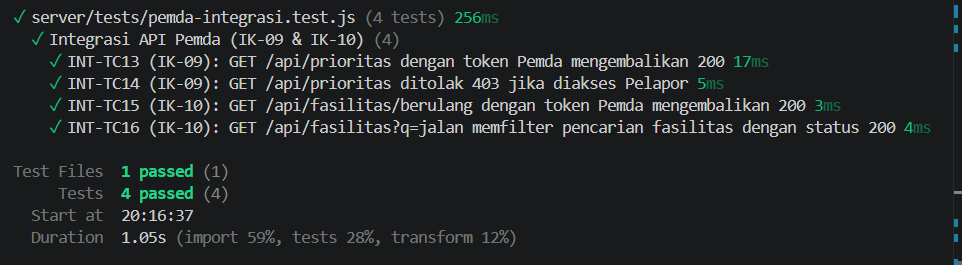 ✓ server/tests/pemda-integrasi.test.js (4 tests) 256ms
✓ Integrasi API Pemda (IK-09 & IK-10) (4)
✓ INT-TC13 (IK-09): GET /api/prioritas dengan token Pemda mengembalikan 200 17ms
✓ INT-TC14 (IK-09): GET /api/prioritas ditolak 403 jika diakses Pelapor 5ms
✓ INT-TC15 (IK-10): GET /api/fasilitas/berulang dengan token Pemda mengembalikan 200 3ms
✓ INT-TC16 (IK-10): GET /api/fasilitas?q=jalan memfilter pencarian fasilitas dengan status 200 4ms
Test Files 1 passed (1)
Tests 4 passed (4)
Start at 20:16:37
Duration 1.05s (import 59%, tests 28%, transform 12%)